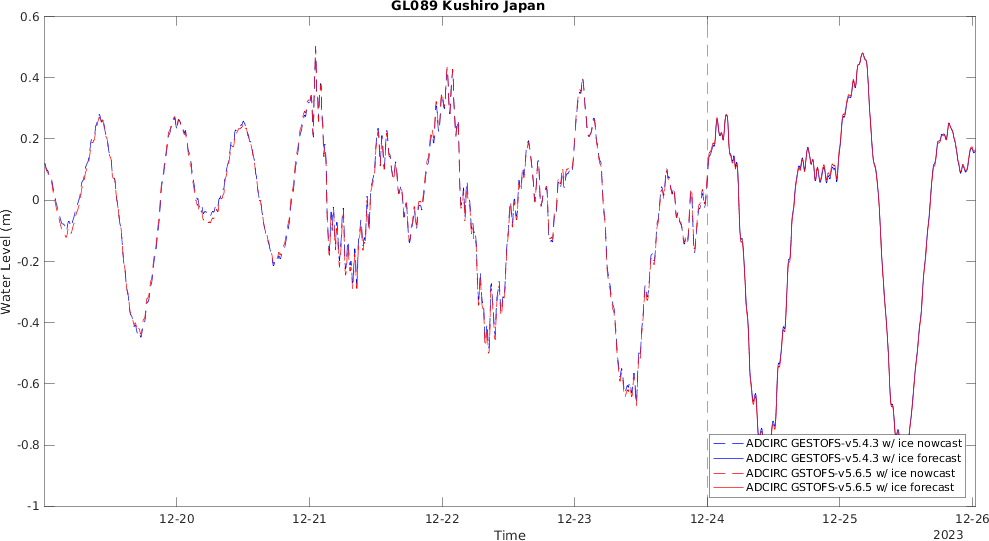 GL089 Kushiro Japan
0.6
0.4
0.2
0
-0.2
-0.4
-0.6
-0.8
-1
Water Level (m)
ADCIRC GESTOFS-v5.4.3 w/ ice nowcast
ADCIRC GESTOFS-v5.4.3 w/ ice forecast
ADCIRC GSTOFS-v5.6.5 w/ ice nowcast
ADCIRC GSTOFS-v5.6.5 w/ ice forecast
12-20 12-21 12-22 12-23 12-24 12-25 12-26
Time
2023